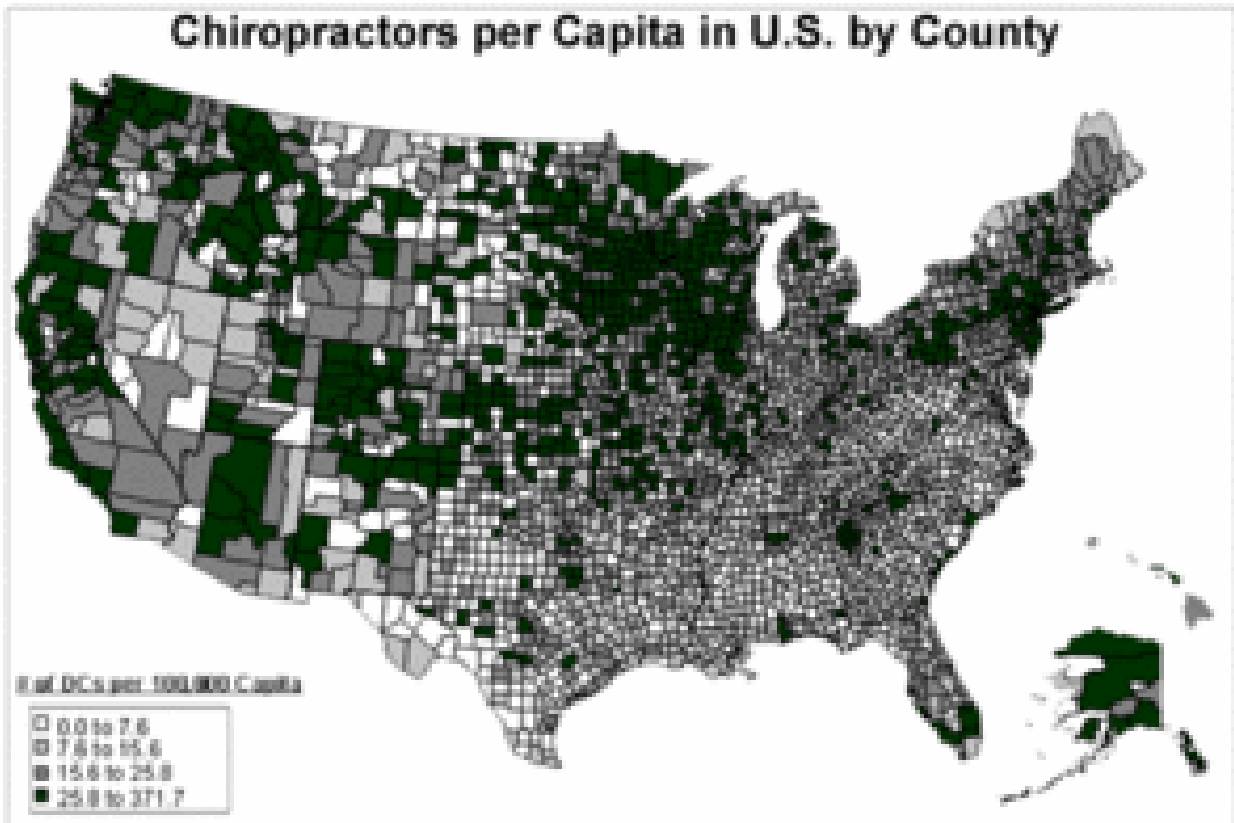 Chiropractors per Capita in U.S. by County
# of DCs per 100,000 Capita
0.0 to 7.6
7.6 to 15.6
15.6 to 25.8
25.8 to 371.7